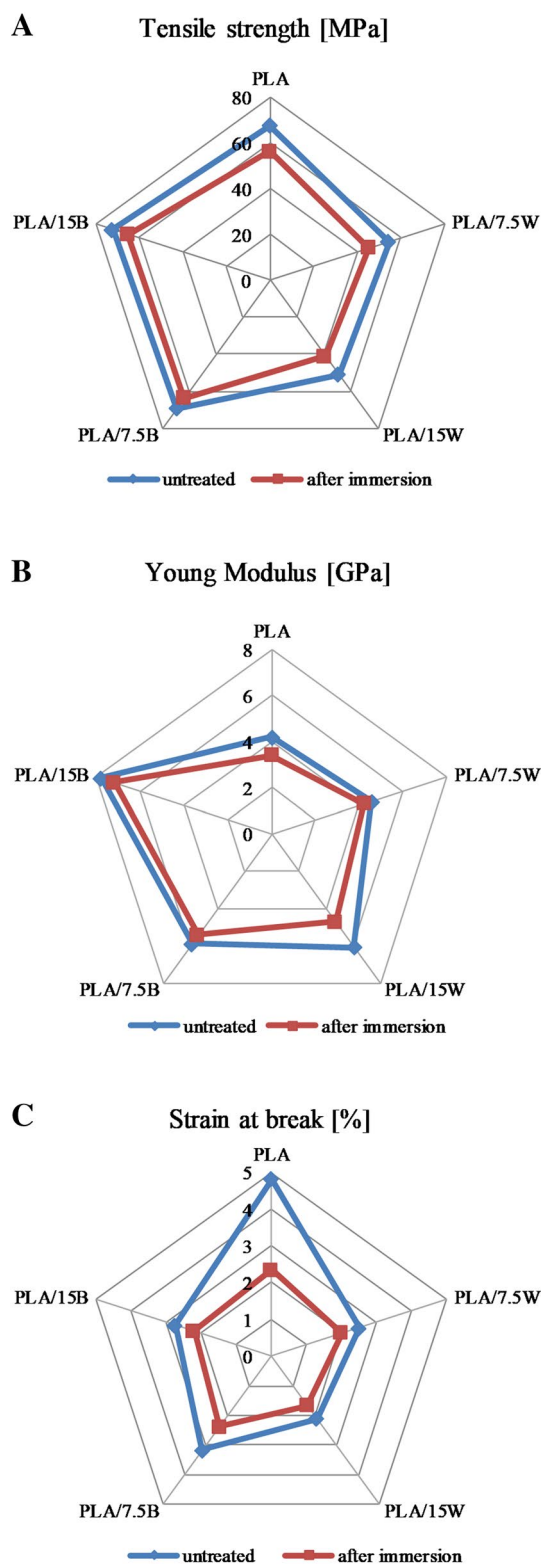 A
Tensile strength [MPa]
PLA
80
60
40
20
0
PLA/15B
PLA/7.5W
PLA/7.5B
PLA/15W
untreated after immersion
B
Young Modulus [GPa]
PLA
8
6
4
2
0
PLA/15B
PLA/7.5W
PLA/7.5B
PLA/15W
untreated after immersion
C
Strain at break [%]
PLA
5
4
3
2
1
0
PLA/15B
PLA/7.5W
PLA/7.5B
PLA/15W
untreated after immersion